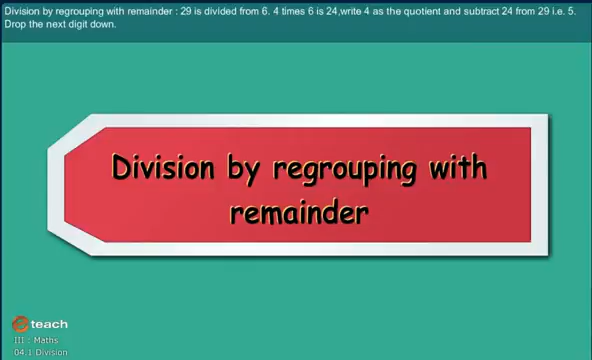 Division by regrouping with remainder : 29 is divided from 6. 4 times 6 is 24,write 4 as the quotient and subtract 24 from 29 i.e. 5.
Drop the next digit down.
Division by regrouping with
remainder
e teach
III : Maths
04.1 Division